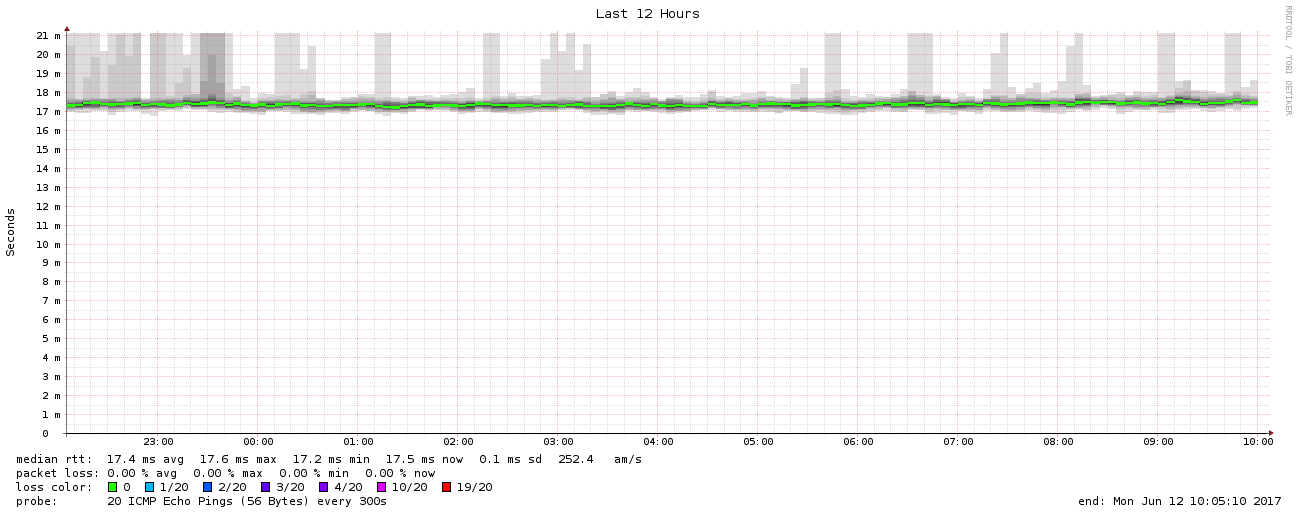 Last 12 Hours
RRDTOOL / TOBI OETIKER
Seconds
21 m
20 m
19 m
18 m
17 m
16 m
15 m
14 m
13 m
12 m
11 m
10 m
9 m
8 m
7 m
6 m
5 m
4 m
3 m
2 m
1 m
0
23:00 00:00 01:00 02:00 03:00 04:00 05:00 06:00 07:00 08:00 09:00 10:00
median rtt: 17.4 ms avg 17.6 ms max 17.2 ms min 17.5 ms now 0.1 ms sd 252.4 am/s
packet loss: 0.00 % avg 0.00 % max 0.00 % min 0.00 % now
loss color: 0 1/20 2/20 3/20 4/20 10/20 19/20
probe: 20 ICMP Echo Pings (56 Bytes) every 300s
end: Mon Jun 12 10:05:10 2017